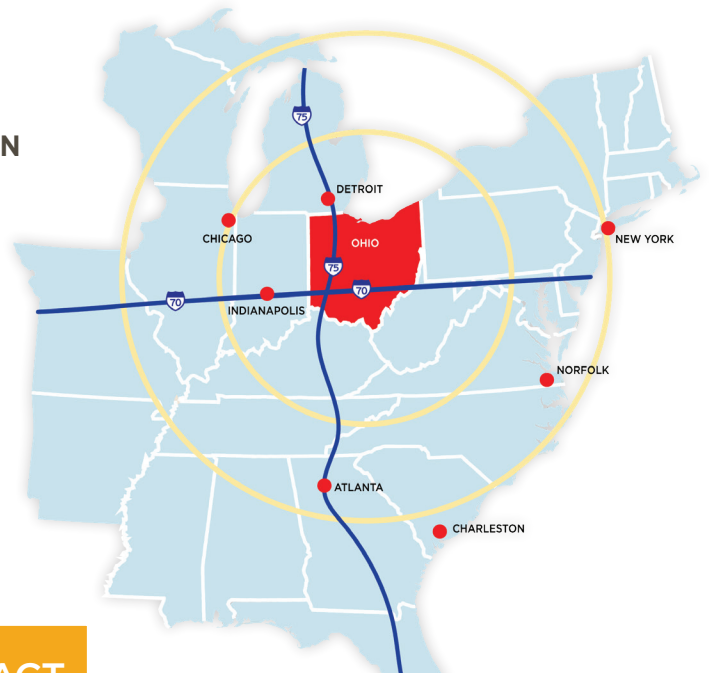 N
75
DETROIT
CHICAGO
OHIO
NEW YORK
75
70
70
INDIANAPOLIS
NORFOLK
ATLANTA
CHARLESTON